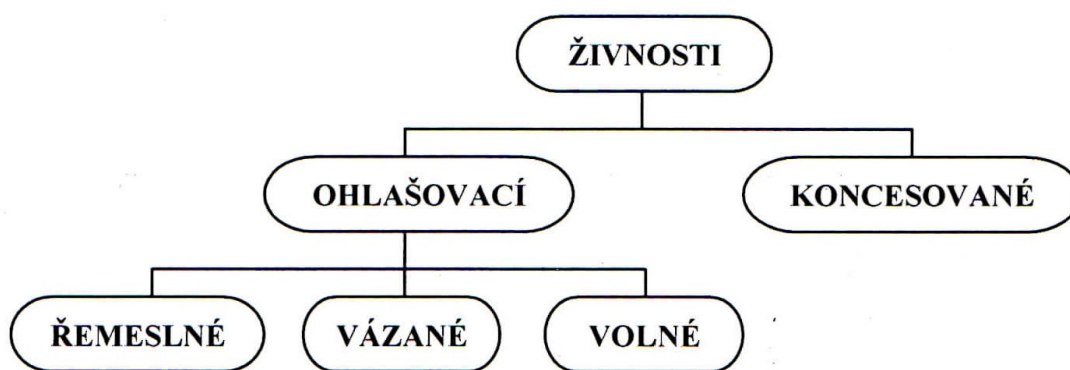 ŽIVNOSTI
OHLAŠOVACÍ
KONCESOVANÉ
ŘEMESLNÉ
VÁZANÉ
VOLNÉ